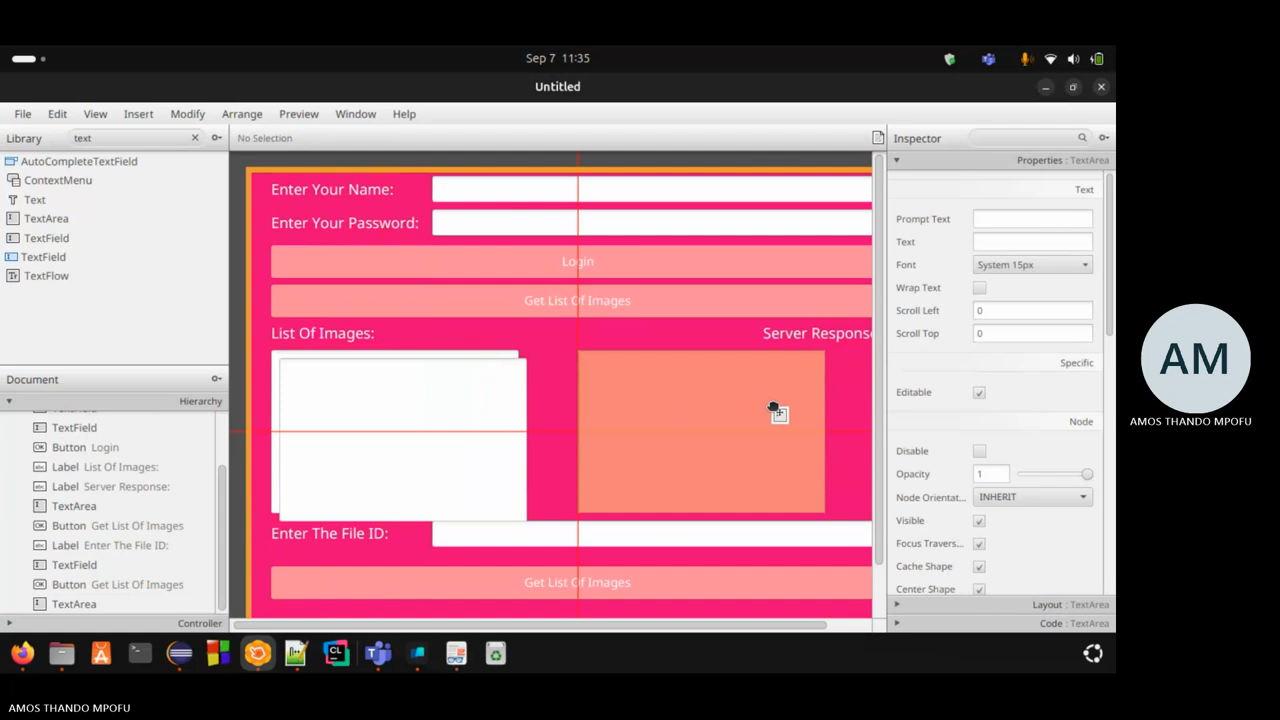 Sep 7 11:35
Untitled
File Edit View Insert Modify Arrange Preview Window Help
Library text
No Selection
Inspector
AutoCompleteTextField
ContextMenu
Text
TextArea
TextField
TextField
TextFlow
Document
Hierarchy
TextField
Button Login
Label List Of Images:
Label Server Response:
TextArea
Button Get List Of Images
Label Enter The File ID:
TextField
Button Get List Of Images
TextArea
Controller
Enter Your Name:
Enter Your Password:
Login
Get List Of Images
List Of Images:
Server Respons
Enter The File ID:
Get List Of Images
Properties : TextArea
Text
Prompt Text
Text
Font System 15px
Wrap Text
Scroll Left 0
Scroll Top 0
Specific
Editable
Node
Disable
Opacity 1
Node Orientat... INHERIT
Visible
Focus Travers...
Cache Shape
Center Shape
Layout : TextArea
Code : TextArea
CL
AM
AMOS THANDO MPOFU
AMOS THANDO MPOFU